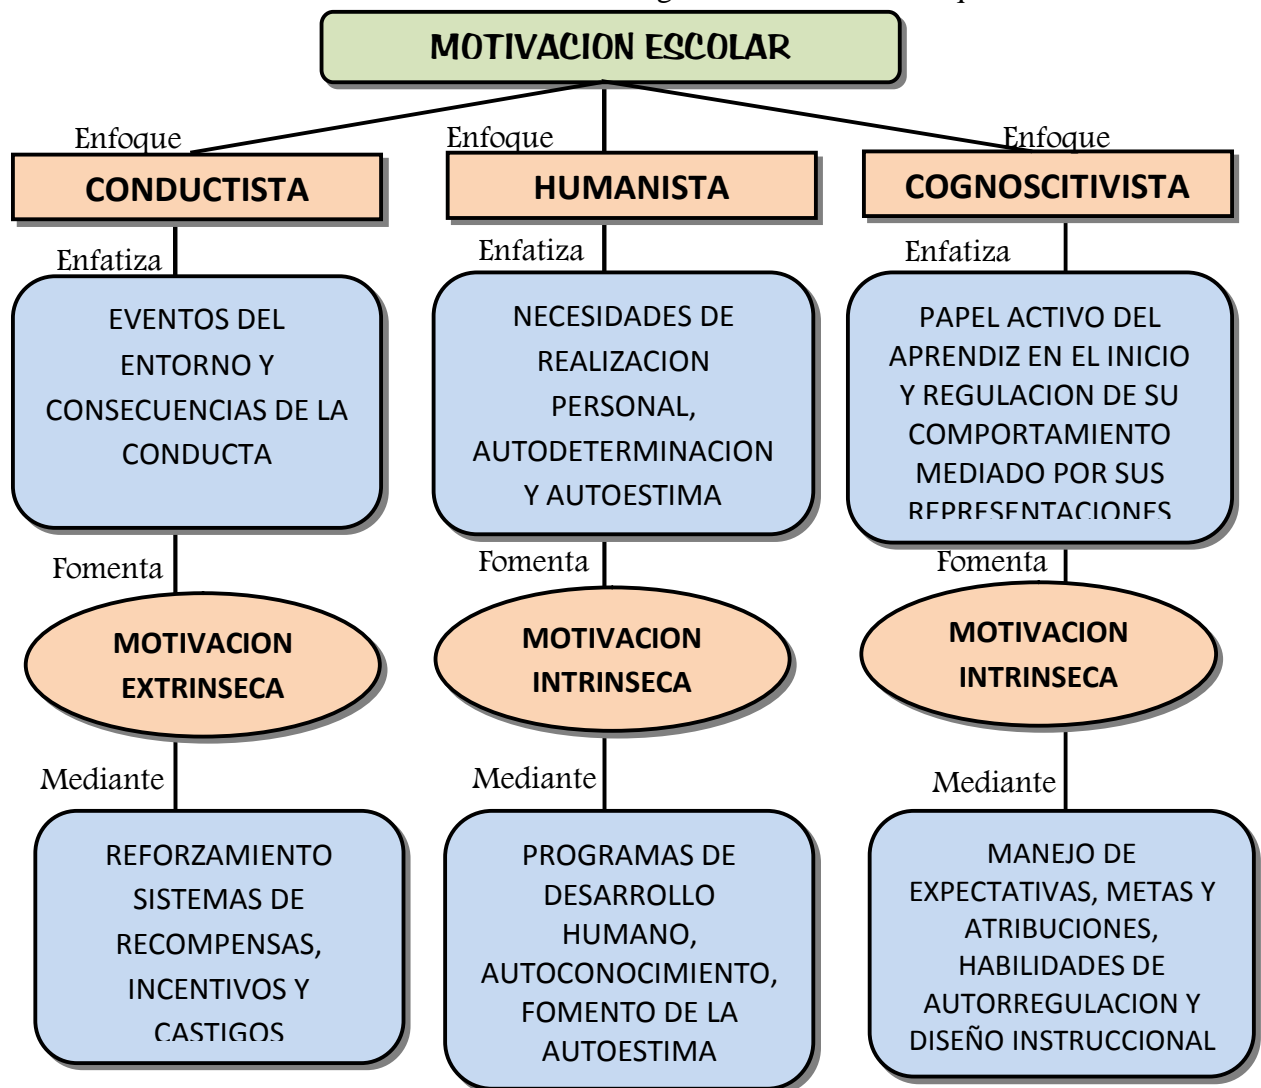 MOTIVACION ESCOLAR
Enfoque
CONDUCTISTA
Enfatiza
EVENTOS DEL
ENTORNO Y
CONSECUENCIAS DE LA
CONDUCTA
Fomenta
MOTIVACION
EXTRINSECA
Mediante
REFORZAMIENTO
SISTEMAS DE
RECOMPENSAS,
INCENTIVOS Y
CASTIGOS
Enfoque
HUMANISTA
Enfatiza
NECESIDADES DE
REALIZACION
PERSONAL,
AUTODETERMINACION
Y AUTOESTIMA
Fomenta
MOTIVACION
INTRINSECA
Mediante
PROGRAMAS DE
DESARROLLO
HUMANO,
AUTOCONOCIMIENTO,
FOMENTO DE LA
AUTOESTIMA
Enfoque
COGNOSCITIVISTA
Enfatiza
PAPEL ACTIVO DEL
APRENDIZ EN EL INICIO
Y REGULACION DE SU
COMPORTAMIENTO
MEDIADO POR SUS
REPRESENTACIONES
Fomenta
MOTIVACION
INTRINSECA
Mediante
MANEJO DE
EXPECTATIVAS, METAS Y
ATRIBUCIONES,
HABILIDADES DE
AUTORREGULACION Y
DISEÑO INSTRUCCIONAL